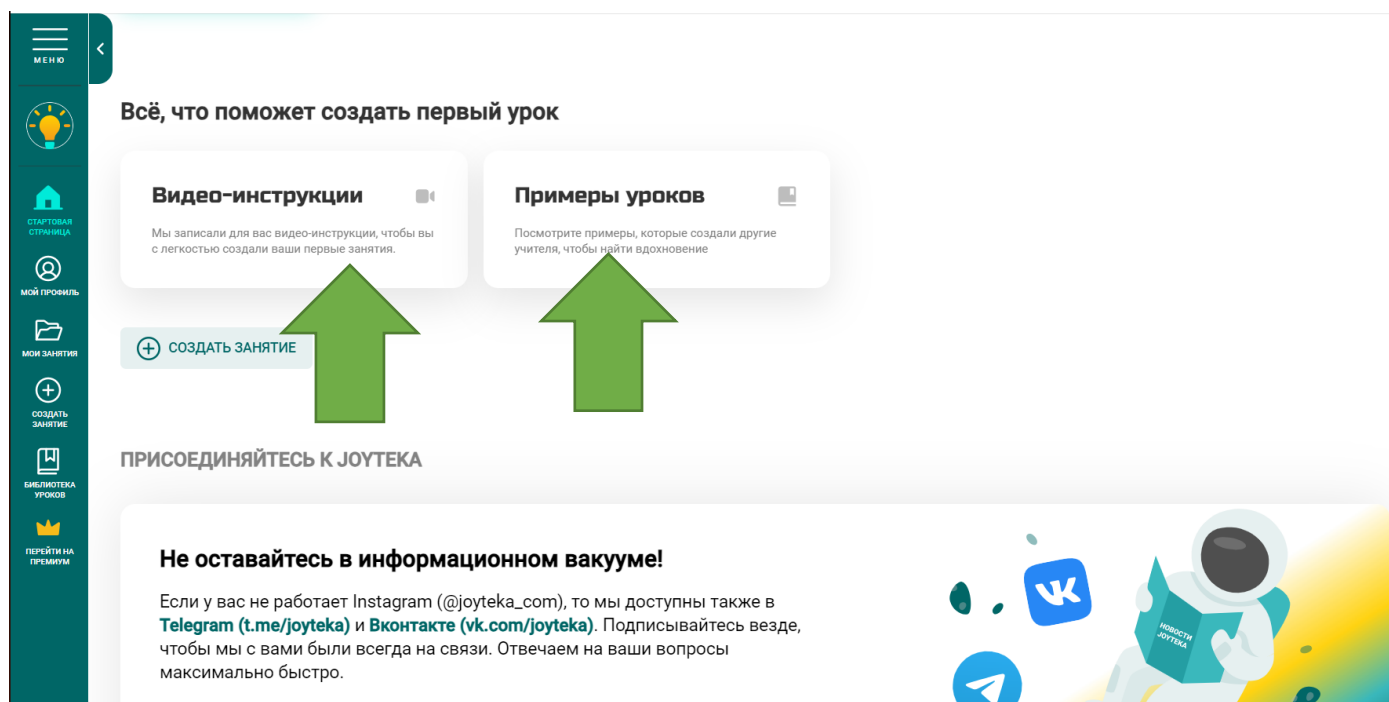 МЕНЮ
СТАРТОВАЯ
СТРАНИЦА
МОЙ ПРОФИЛЬ
МОИ ЗАНЯТИЯ
СОЗДАТЬ
ЗАНЯТИЕ
БИБЛИОТЕКА
УРОКОВ
ПЕРЕЙТИ НА
ПРЕМИУМ
Всё, что поможет создать первый урок
Видео-инструкции
Мы записали для вас видео-инструкции, чтобы вы
с легкостью создали ваши первые занятия.
Примеры уроков
Посмотрите примеры, которые создали другие
учителя, чтобы найти вдохновение
СОЗДАТЬ ЗАНЯТИЕ
ПРИСОЕДИНЯЙТЕСЬ К JOYTEKA
Не оставайтесь в информационном вакууме!
Если у вас не работает Instagram (@joyteka_com), то мы доступны также в
Telegram (t.me/joyteka) и Вконтакте (vk.com/joyteka). Подписывайтесь везде,
чтобы мы с вами были всегда на связи. Отвечаем на ваши вопросы
максимально быстро.
НОВОСТИ
JOYTEKA